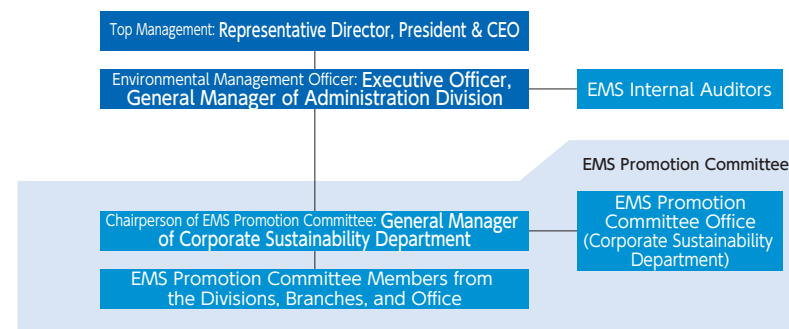 Top Management: Representative Director, President & CEO
Environmental Management Officer: Executive Officer,
General Manager of Administration Division
EMS Internal Auditors
EMS Promotion Committee
Chairperson of EMS Promotion Committee: General Manager
of Corporate Sustainability Department
EMS Promotion
Committee Office
(Corporate Sustainability
Department)
EMS Promotion Committee Members from
the Divisions, Branches, and Office